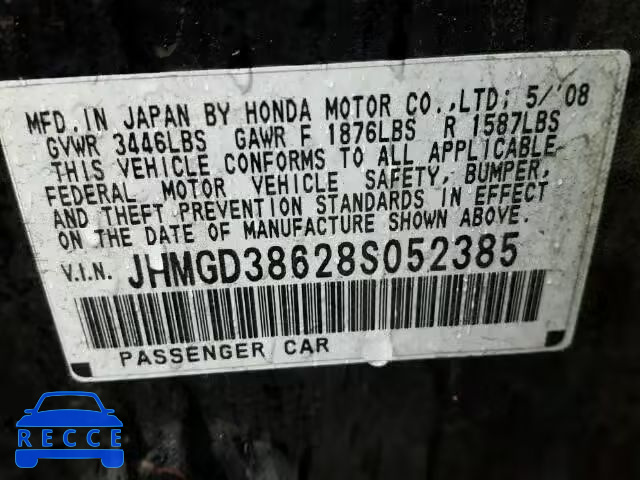 MFD. IN JAPAN BY HONDA MOTOR CO.,LTD; 5/'08
GVWR 3446LBS GAWR F 1876LBS R 1587LBS
THIS VEHICLE CONFORMS TO ALL APPLICABLE
FEDERAL MOTOR VEHICLE SAFETY, BUMPER,
AND THEFT PREVENTION STANDARDS IN EFFECT
ON THE DATE OF MANUFACTURE SHOWN ABOVE.
V.I.N. JHMGD38628S052385
PASSENGER CAR
RECCE